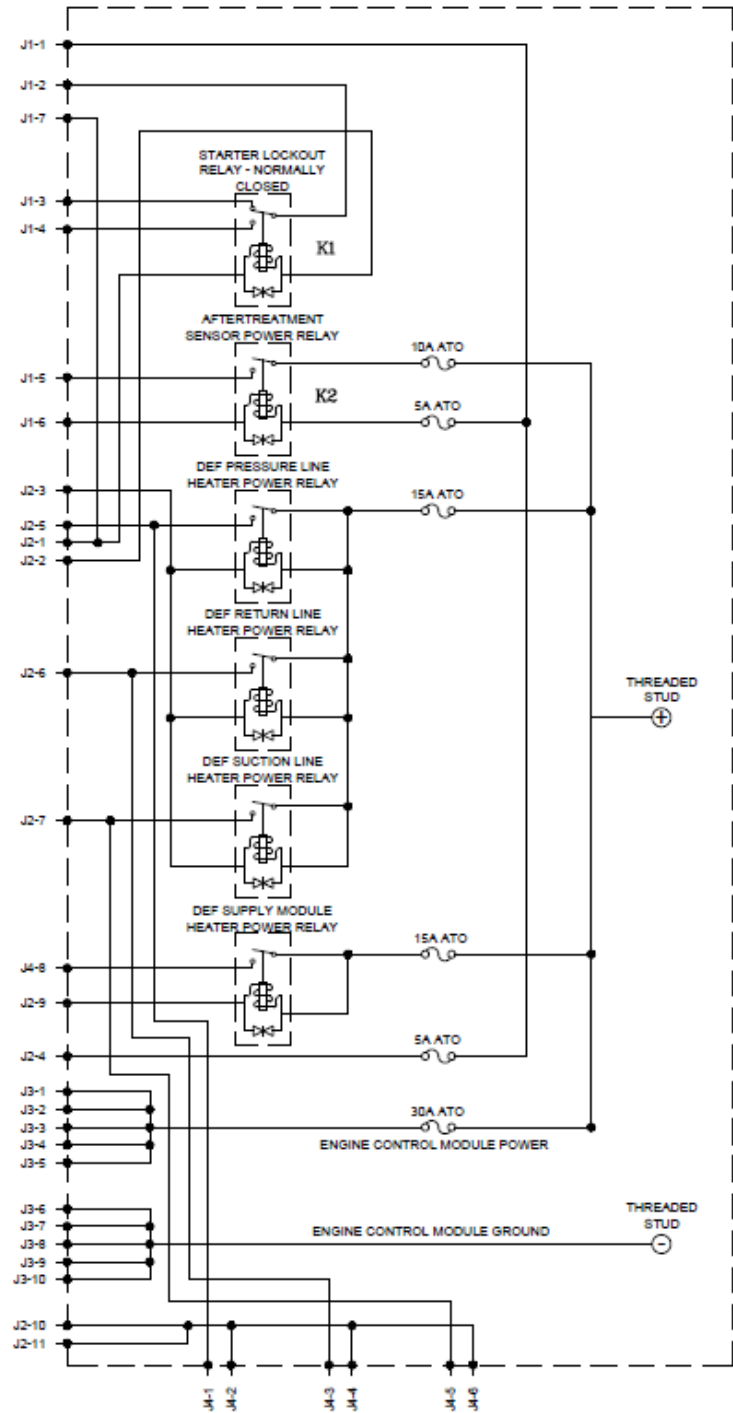 J1-1
J1-2
J1-7
STARTER LOCKOUT
RELAY - NORMALLY
CLOSED
J1-3
J1-4
K1
AFTERTREATMENT
SENSOR POWER RELAY
10A ATO
J1-5
K2
5A ATO
J1-6
DEF PRESSURE LINE
HEATER POWER RELAY
J2-3
15A ATO
J2-5
J2-1
J2-2
DEF RETURN LINE
HEATER POWER RELAY
J2-6
THREADED
STUD
+
DEF SUCTION LINE
HEATER POWER RELAY
J2-7
DEF SUPPLY MODULE
HEATER POWER RELAY
15A ATO
J4-8
J2-9
5A ATO
J2-4
J3-1
J3-2
30A ATO
J3-3
J3-4
ENGINE CONTROL MODULE POWER
J3-5
J3-6
THREADED
STUD
J3-7
ENGINE CONTROL MODULE GROUND
J3-8
-
J3-9
J3-10
J2-10
J2-11
J4-1
J4-2
J4-3
J4-4
J4-5
J4-6